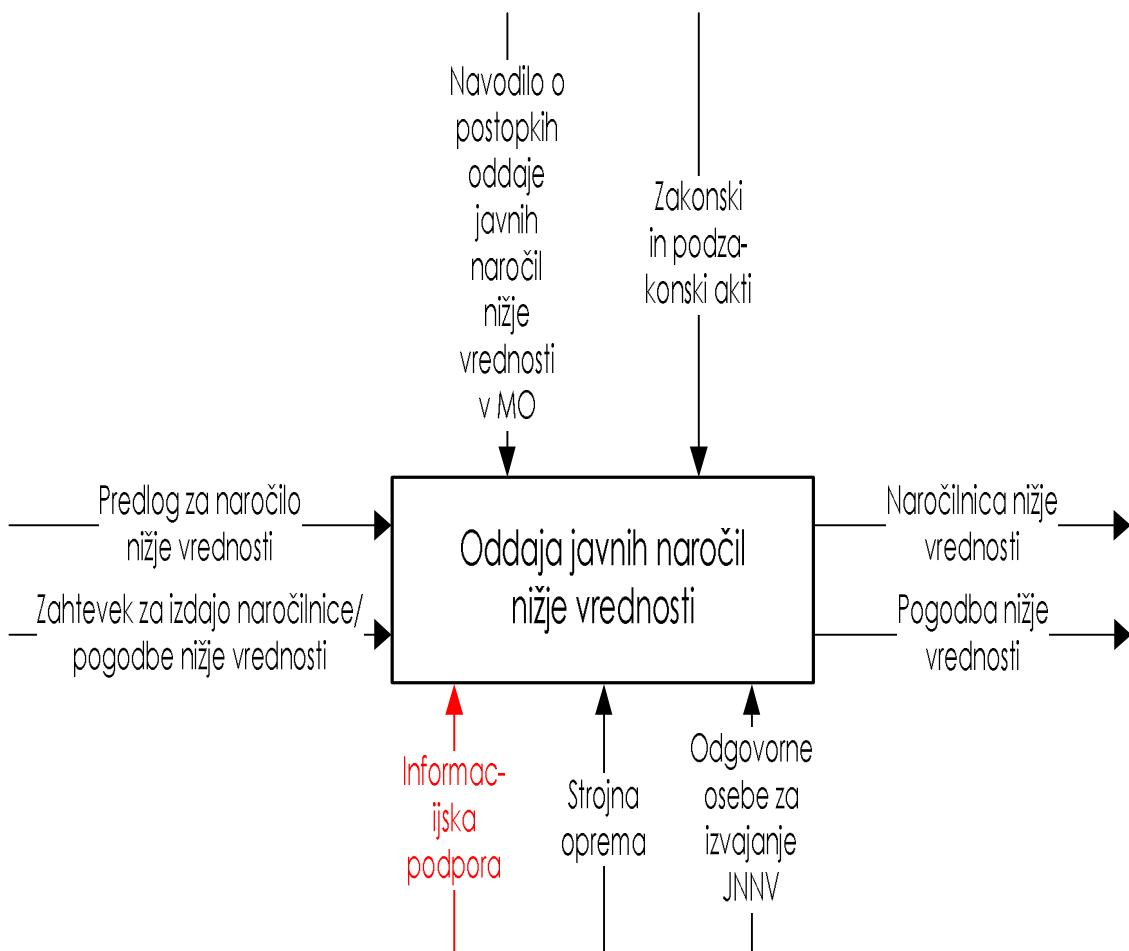 Navodilo o
postopkih
oddaje
javnih
naročil
nižje
vrednosti
v MO
Zakonski
in podza-
konski akti
Predlog za naročilo
nižje vrednosti
Zahtevek za izdajo naročilnice/
pogodbe nižje vrednosti
Oddaja javnih naročil
nižje vrednosti
Naročilnica nižje
vrednosti
Pogodba nižje
vrednosti
Informac-
ijska
podpora
Strojna
oprema
Odgovorne
osebe za
izvajanje
JNNV